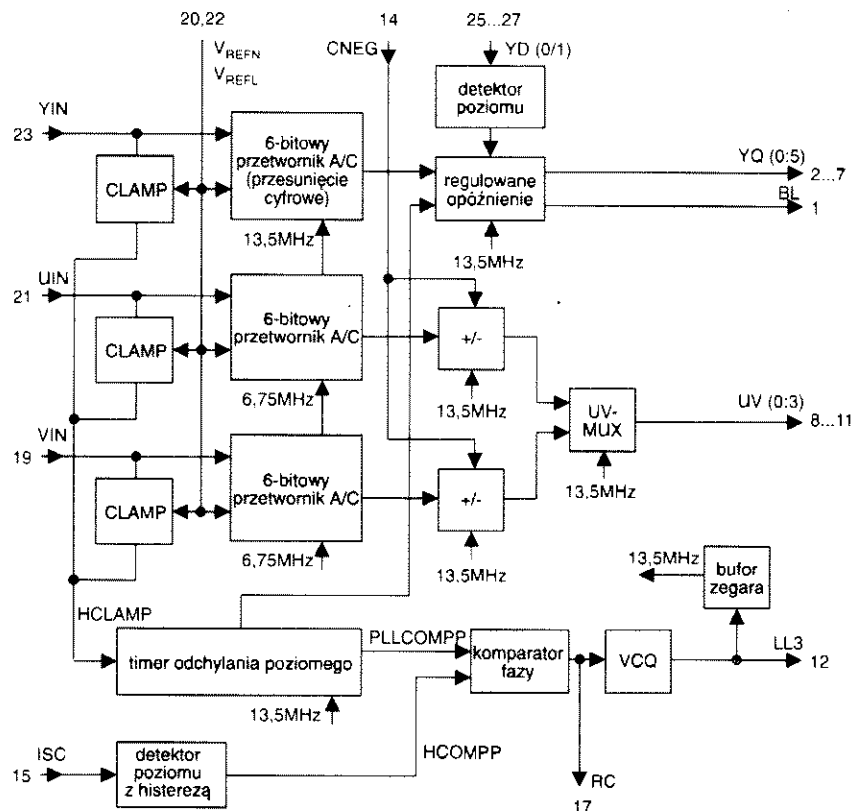 20,22
14
25...27
V REFN
V REFL
CNEG
YD (0/1)
detektor
poziomu
YIN
23
6-bitowy
przetwornik A/C
(przesunięcie
cyfrowe)
CLAMP
regulowane
opóźnienie
YQ (0:5)
2...7
BL
1
13,5MHz
13,5MHz
UIN
21
6-bitowy
przetwornik A/C
CLAMP
+/-
6,75MHz
13,5MHz
UV-
MUX
UV (0:3)
8...11
VIN
19
6-bitowy
przetwornik A/C
CLAMP
+/-
13,5MHz
6,75MHz
13,5MHz
13,5MHz
bufor
zegara
HCLAMP
timer odchylania poziomego
PLLCOMPP
komparator
fazy
VCQ
LL3
12
13,5MHz
ISC
15
detektor
poziomu
z histerezą
HCOMPP
RC
17